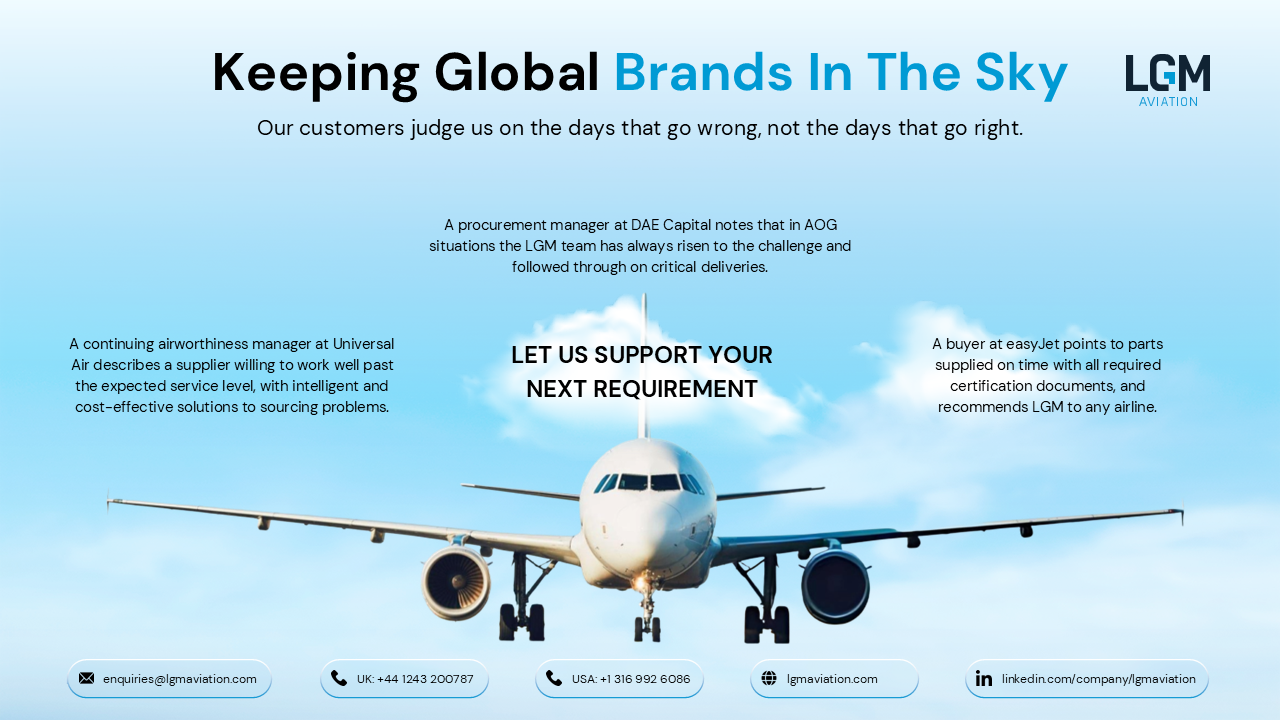 Keeping Global Brands In The Sky
LGM
AVIATION
Our customers judge us on the days that go wrong, not the days that go right.
A procurement manager at DAE Capital notes that in AOG
situations the LGM team has always risen to the challenge and
followed through on critical deliveries.
A continuing airworthiness manager at Universal
Air describes a supplier willing to work well past
the expected service level, with intelligent and
cost-effective solutions to sourcing problems.
LET US SUPPORT YOUR
NEXT REQUIREMENT
A buyer at easyJet points to parts
supplied on time with all required
certification documents, and
recommends LGM to any airline.
enquiries@lgmaviation.com
UK: +44 1243 200787
USA: +1 316 992 6086
lgmaviation.com
linkedin.com/company/lgmaviation